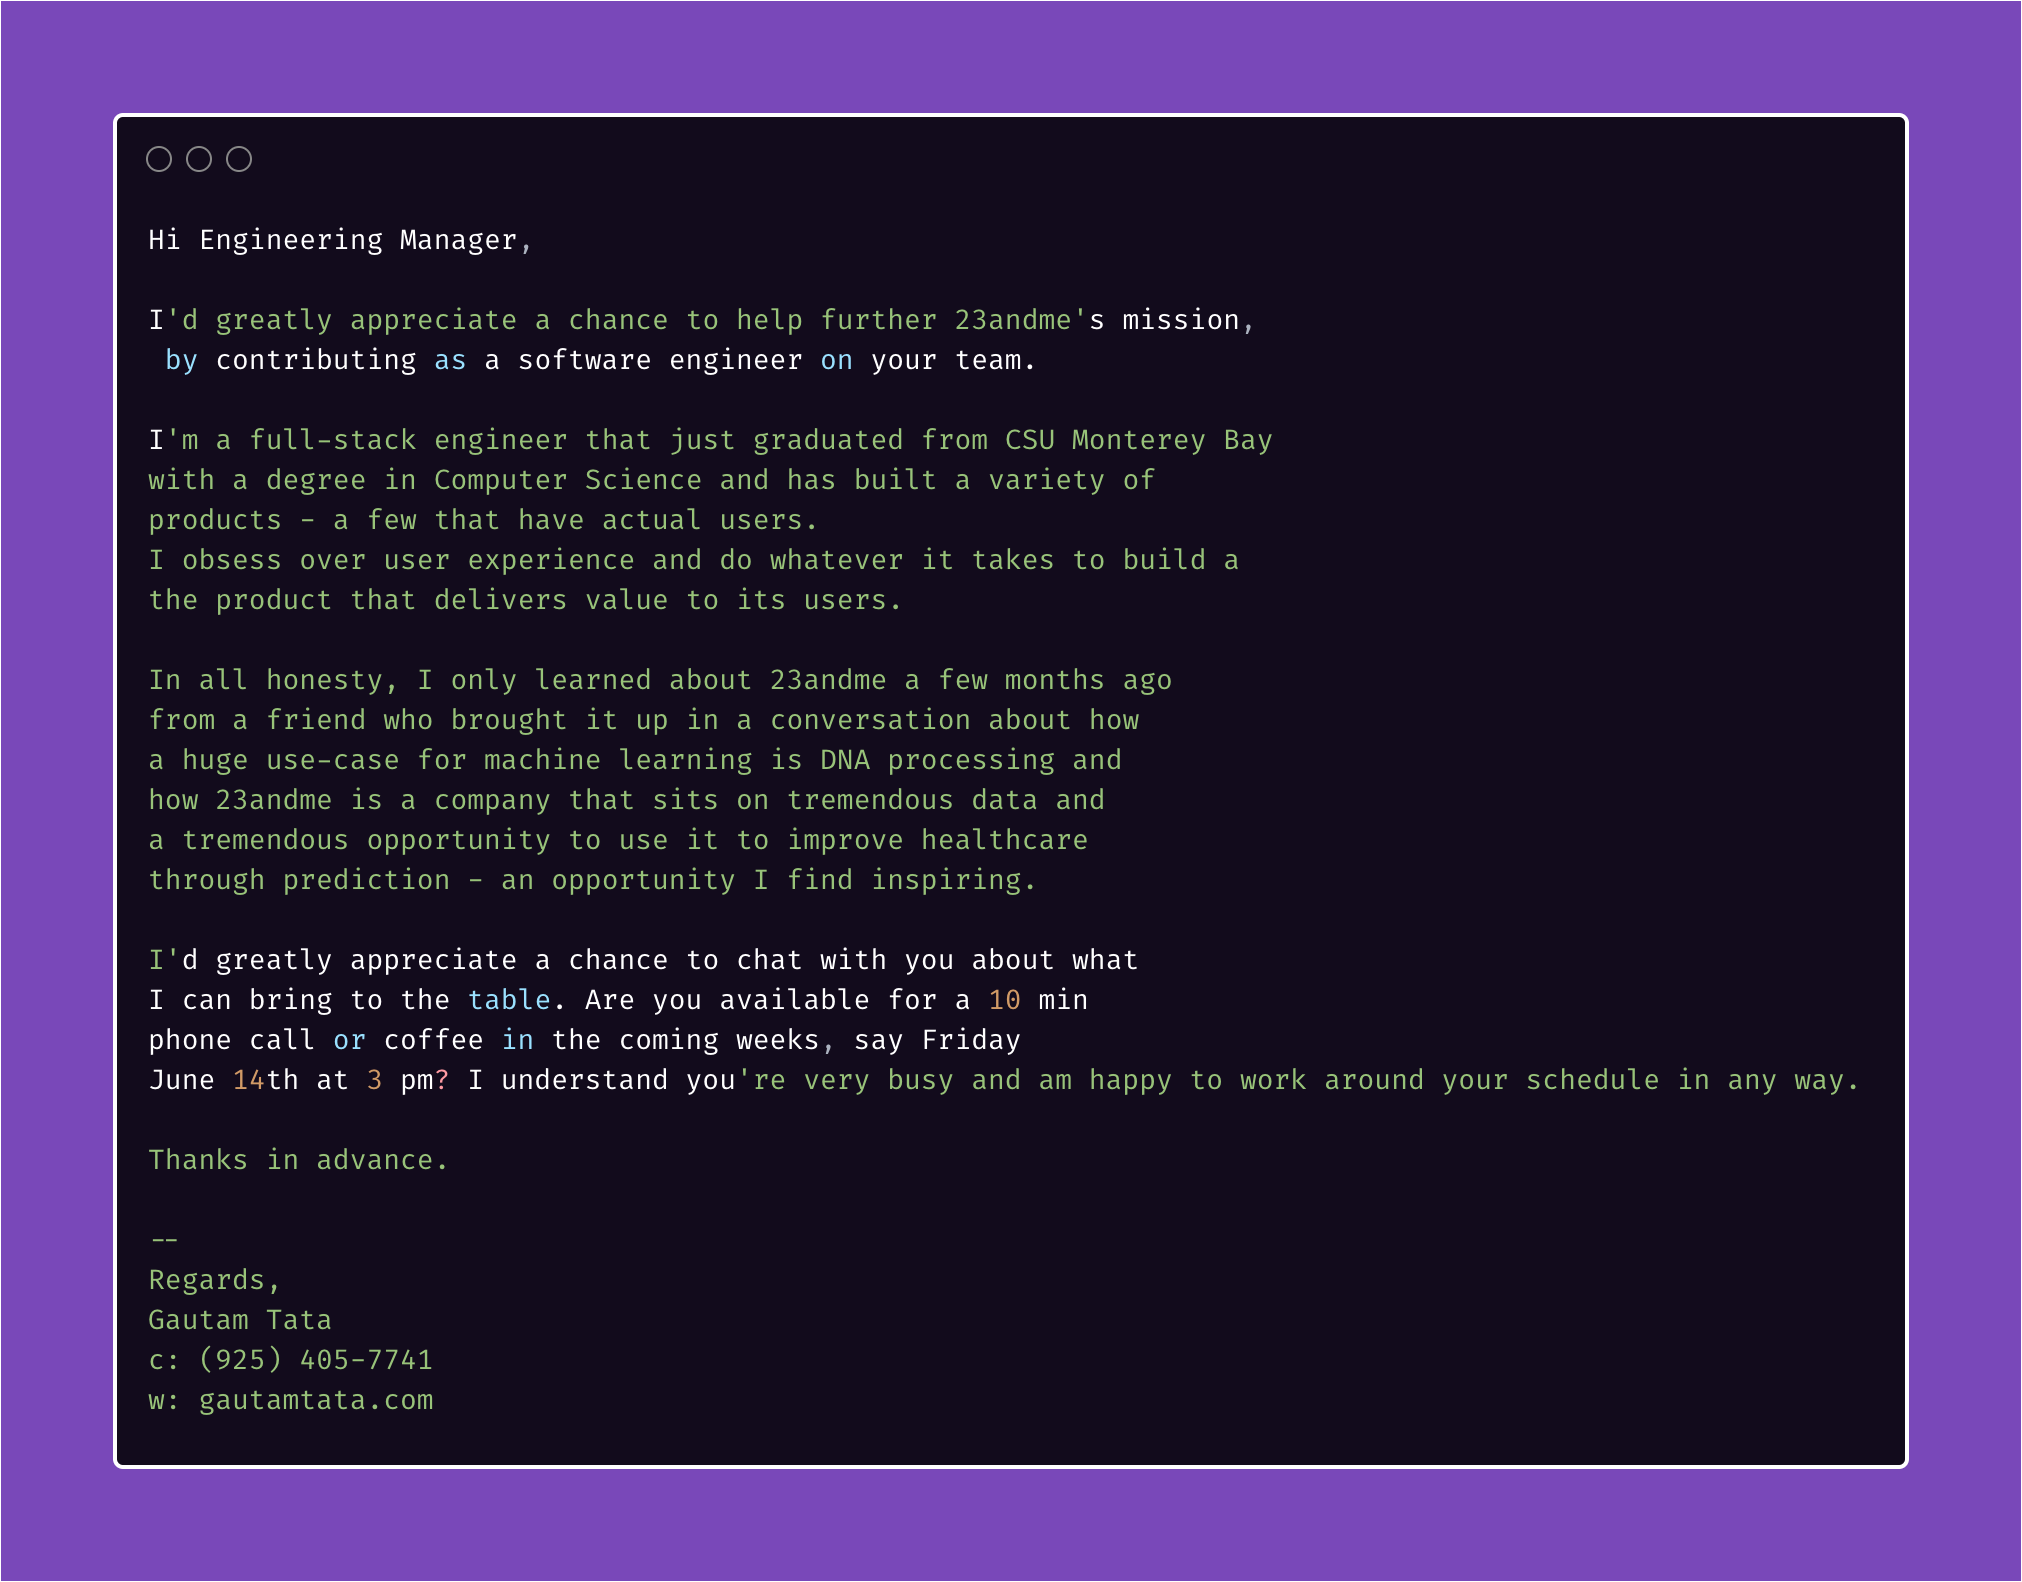 Hi Engineering Manager,
I'd greatly appreciate a chance to help further 23andme's mission,
by contributing as a software engineer on your team.
I'm a full-stack engineer that just graduated from CSU Monterey Bay
with a degree in Computer Science and has built a variety of
products - a few that have actual users.
I obsess over user experience and do whatever it takes to build a
the product that delivers value to its users.
In all honesty, I only learned about 23andme a few months ago
from a friend who brought it up in a conversation about how
a huge use-case for machine learning is DNA processing and
how 23andme is a company that sits on tremendous data and
a tremendous opportunity to use it to improve healthcare
through prediction - an opportunity I find inspiring.
I'd greatly appreciate a chance to chat with you about what
I can bring to the table. Are you available for a 10 min
phone call or coffee in the coming weeks, say Friday
June 14th at 3 pm? I understand you're very busy and am happy to work around your schedule in any way.
Thanks in advance.
--
Regards,
Gautam Tata
c: (925) 405-7741
w: gautamtata.com